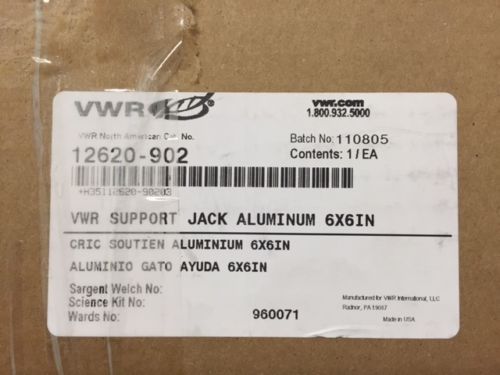 VWR
vwr.com
1.800.932.5000
VWR North American Cat. No.
12620-902
Batch No: 110805
Contents: 1/EA
+H35112620-90203
VWR SUPPORT JACK ALUMINUM 6X6IN
CRIC SOUTIEN ALUMINIUM 6X6IN
ALUMINIO GATO AYUDA 6X6IN
Sargent Welch No:
Science Kit No:
Wards No:
960071
Manufactured for VWR International, LLC
Radnor, PA 19087
Made in USA